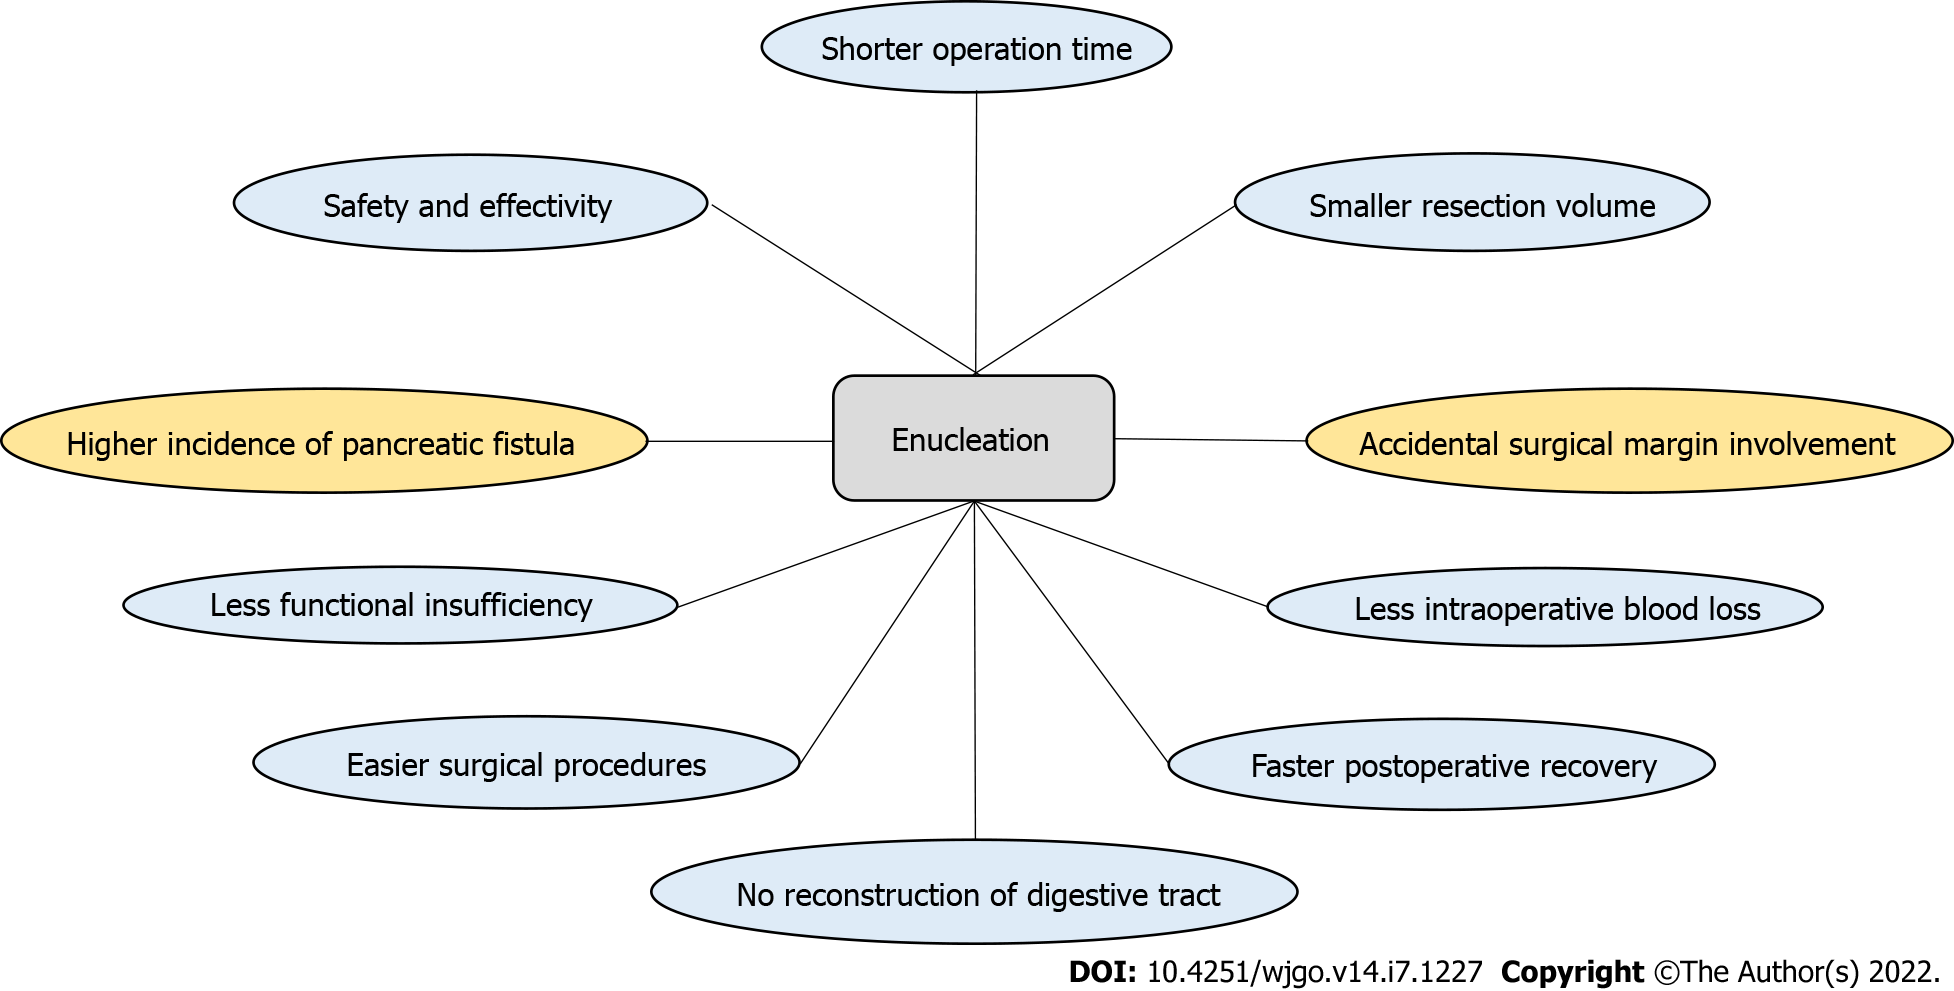 Shorter operation time
Safety and effectivity
Smaller resection volume
Higher incidence of pancreatic fistula
Enucleation
Accidental surgical margin involvement
Less functional insufficiency
Less intraoperative blood loss
Easier surgical procedures
Faster postoperative recovery
No reconstruction of digestive tract
DOI: 10.4251/wjgo.v14.i7.1227 Copyright ©The Author(s) 2022.